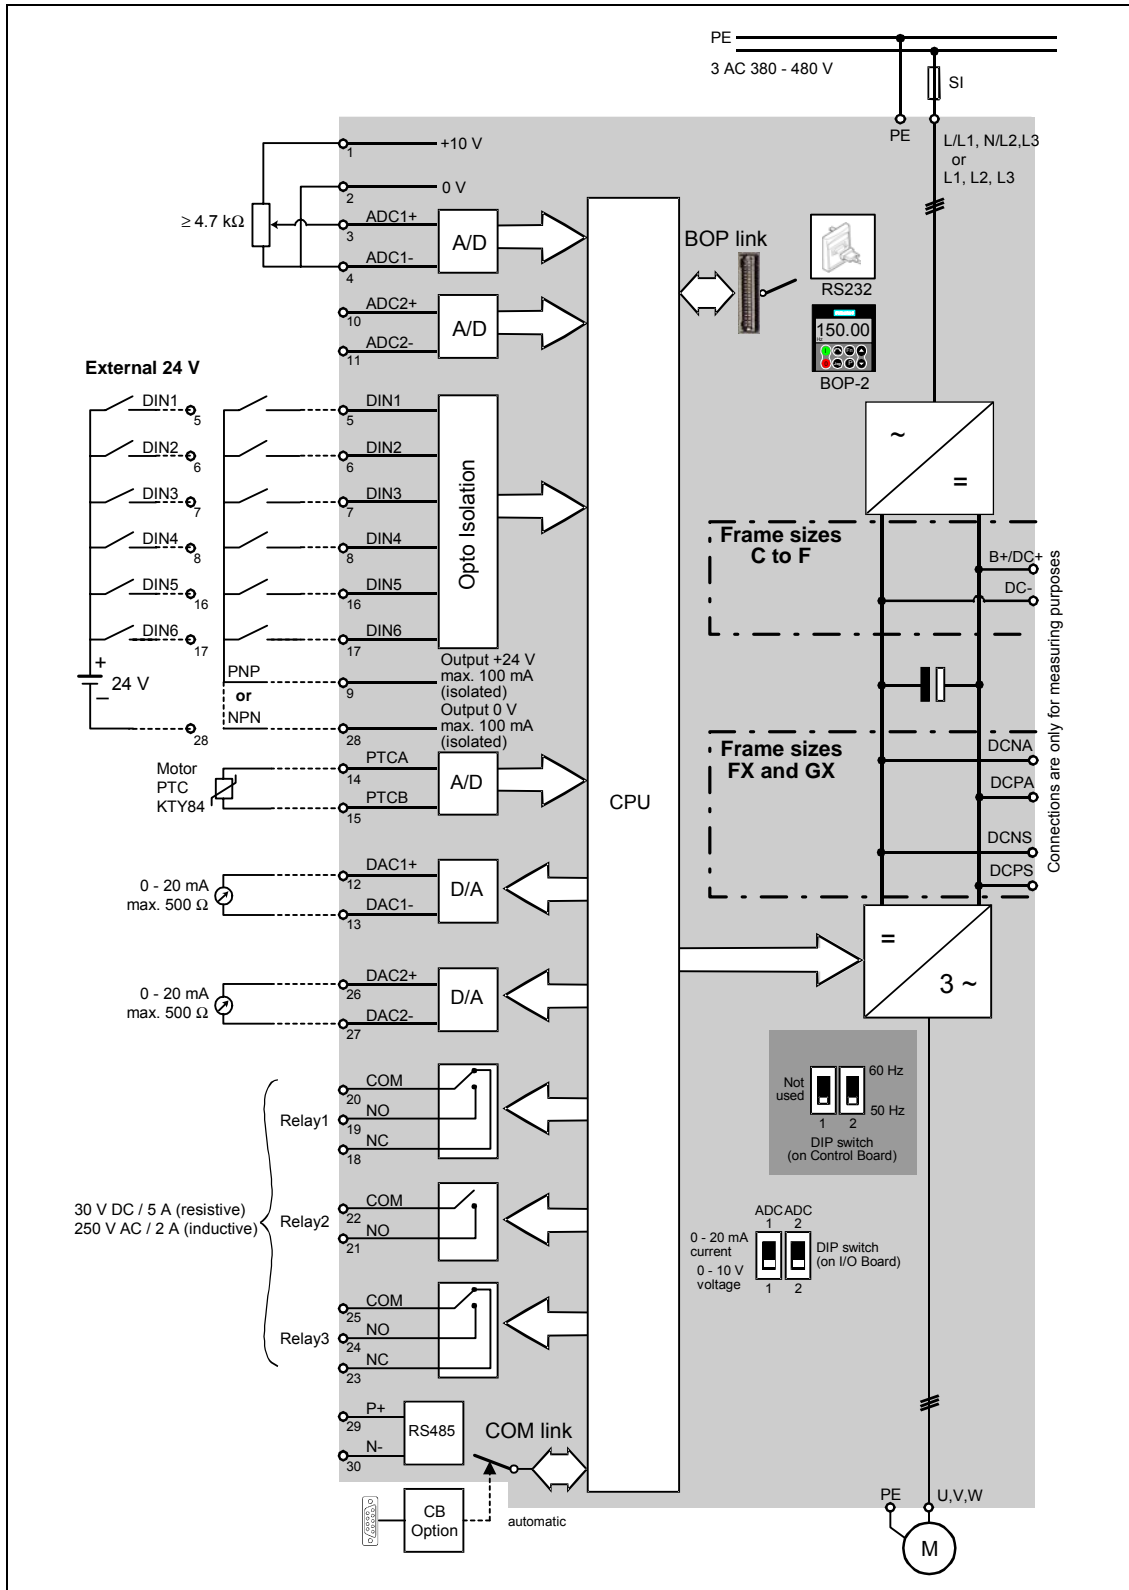 PE
3 AC 380 - 480 V
SI
PE
L/L1, N/L2,L3
or
L1, L2, L3
1
+10 V
2
0 V
≥ 4.7 kΩ
3
ADC1+
A/D
4
ADC1-
10
ADC2+
A/D
11
ADC2-
BOP link
RS232
150.00
Hz
BOP-2
External 24 V
DIN1
5
DIN2
6
DIN3
7
DIN4
8
DIN5
16
DIN6
17
+
24 V
–
28
DIN1
5
DIN2
6
DIN3
7
DIN4
8
DIN5
16
DIN6
17
Opto Isolation
PNP
or
NPN
9
Output +24 V
max. 100 mA
(isolated)
28
Output 0 V
max. 100 mA
(isolated)
Motor
PTC
KTY84
PTCA
14
PTCB
15
A/D
CPU
~
=
Frame sizes
C to F
B+/DC+
DC-
Frame sizes
FX and GX
DCNA
DCPA
DCNS
DCPS
Connections are only for measuring purposes
=
3 ~
0 - 20 mA
max. 500 Ω
DAC1+
12
DAC1-
13
D/A
0 - 20 mA
max. 500 Ω
DAC2+
26
DAC2-
27
D/A
Not
used
60 Hz
50 Hz
1 2
DIP switch
(on Control Board)
30 V DC / 5 A (resistive)
250 V AC / 2 A (inductive)
Relay1
COM
20
NO
19
NC
18
Relay2
COM
22
NO
21
Relay3
COM
25
NO
24
NC
23
ADC ADC
1 2
0 - 20 mA
current
0 - 10 V
voltage
1 2
DIP switch
(on I/O Board)
P+
29
N-
30
RS485
COM link
CB
Option
automatic
PE
U,V,W
M